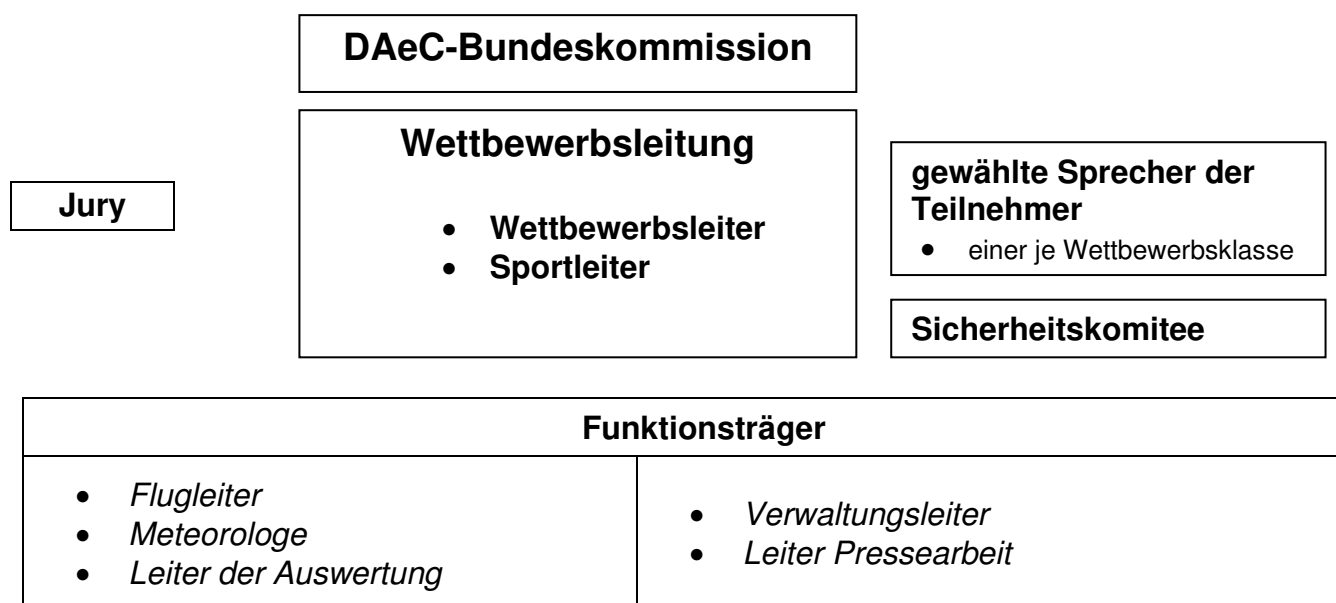 DAeC-Bundeskommission
Wettbewerbsleitung
• Wettbewerbsleiter
• Sportleiter
Jury
gewählte Sprecher der
Teilnehmer
• einer je Wettbewerbsklasse
Sicherheitskomitee
Funktionsträger
• Flugleiter
• Meteorologe
• Leiter der Auswertung
• Verwaltungsleiter
• Leiter Pressearbeit